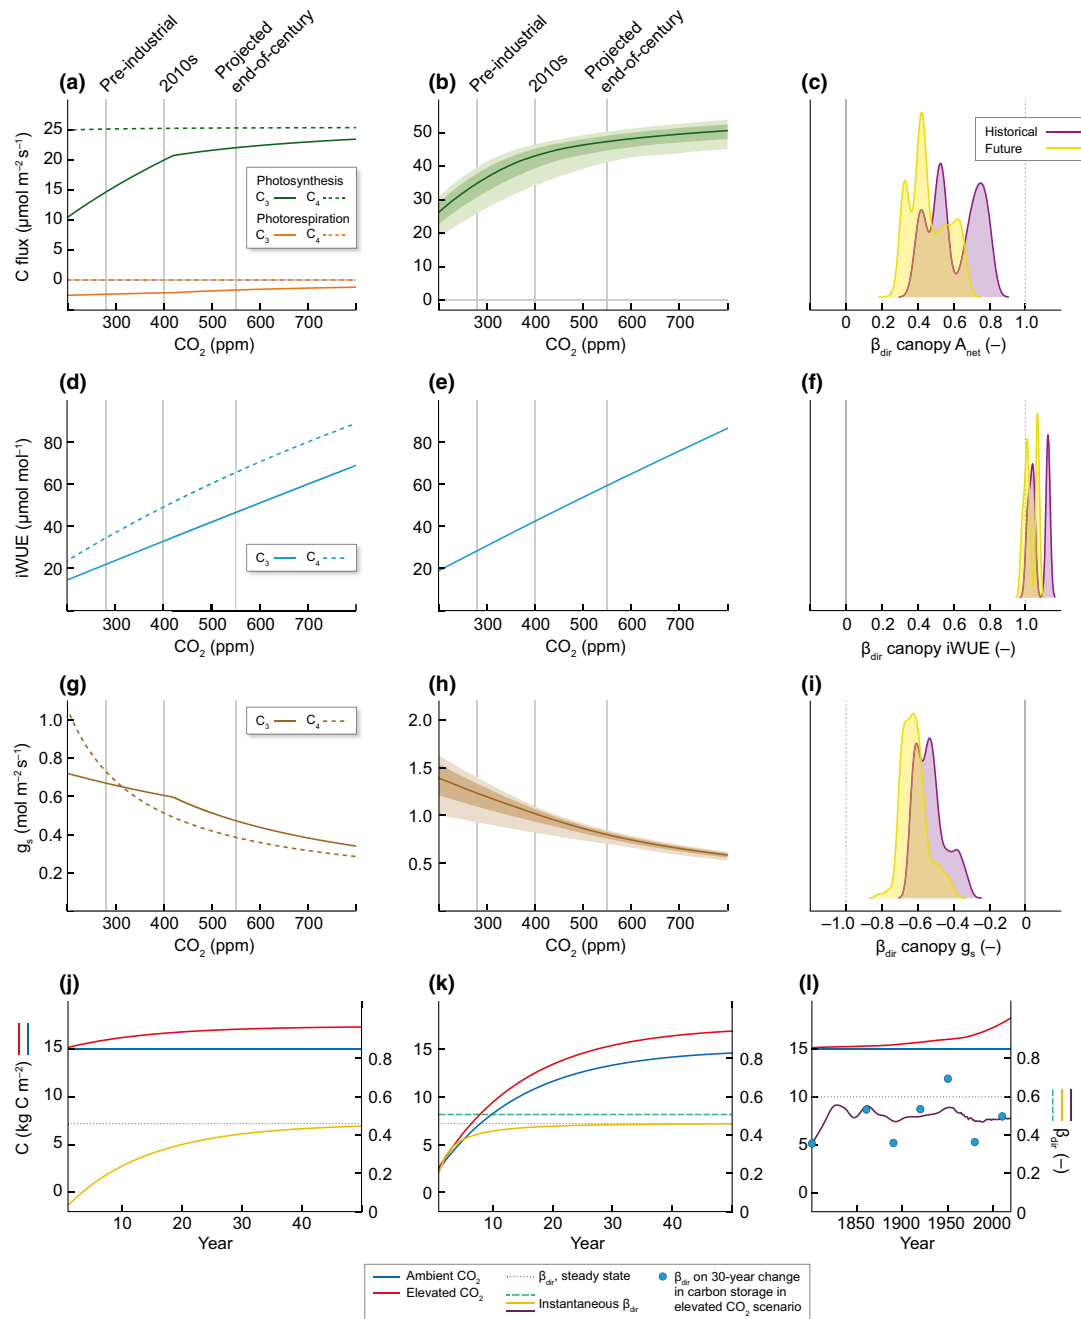 Pre-industrial
2010s
Projected
end-of-century
Pre-industrial
2010s
Projected
end-of-century
(a)
(b)
(c)
C flux (µmol m⁻² s⁻¹)
25
20
15
10
5
0
Photosynthesis
C₃ C₄
Photorespiration
C₃ C₄
300 400 500 600 700
CO₂ (ppm)
50
40
30
20
10
0
300 400 500 600 700
CO₂ (ppm)
Historical
Future
0 0.2 0.4 0.6 0.8 1.0
β_dir canopy A_net (–)
(d)
(e)
(f)
iWUE (µmol mol⁻¹)
80
60
40
20
C₃ C₄
300 400 500 600 700
CO₂ (ppm)
80
60
40
20
300 400 500 600 700
CO₂ (ppm)
0 0.2 0.4 0.6 0.8 1.0
β_dir canopy iWUE (–)
(g)
(h)
(i)
g_s (mol m⁻² s⁻¹)
1.0
0.8
0.6
0.4
0.2
C₃ C₄
300 400 500 600 700
CO₂ (ppm)
2.0
1.5
1.0
0.5
300 400 500 600 700
CO₂ (ppm)
–1.0 –0.8 –0.6 –0.4 –0.2 0
β_dir canopy g_s (–)
(j)
(k)
(l)
C (kg C m⁻²)
15
10
5
0
0.8
0.6
0.4
0.2
0
10 20 30 40
Year
15
10
5
0
0.8
0.6
0.4
0.2
0
10 20 30 40
Year
15
10
5
0
0.8
0.6
0.4
0.2
0
1850 1900 1950 2000
Year
β_dir (–)
Ambient CO₂
Elevated CO₂
β_dir, steady state
Instantaneous β_dir
β_dir on 30-year change
in carbon storage in
elevated CO₂ scenario